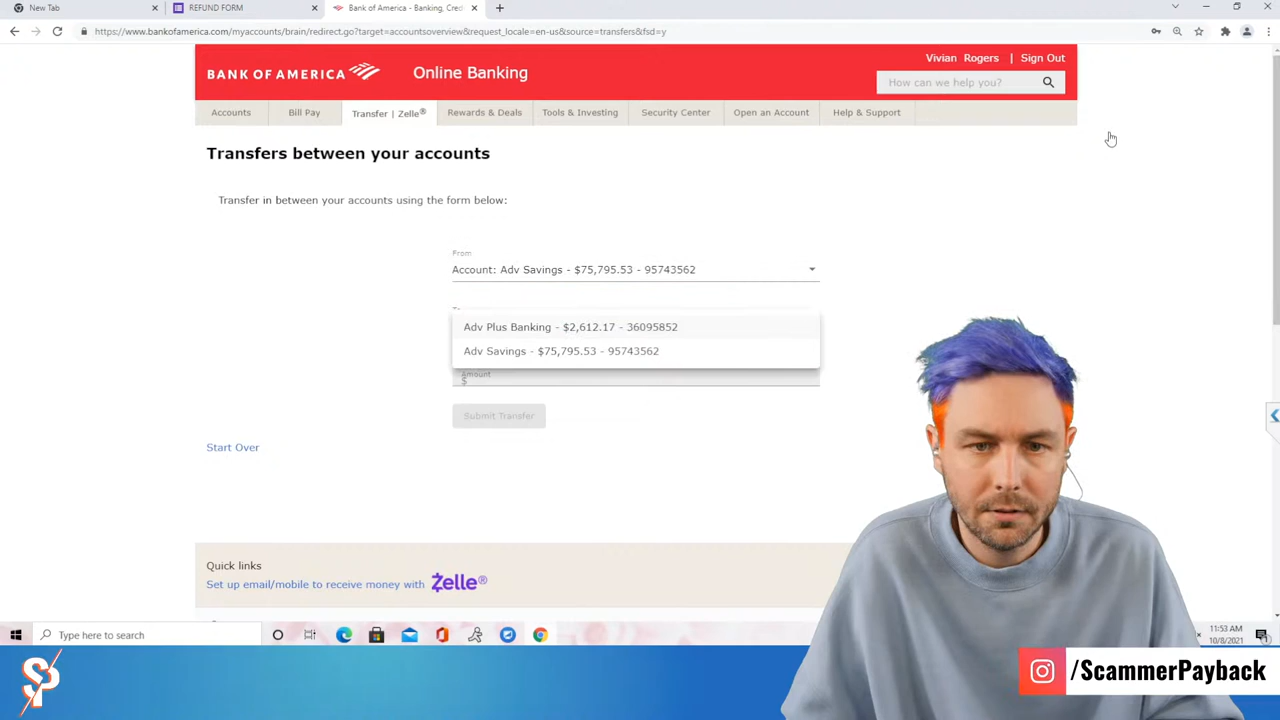 New Tab
REFUND FORM
Bank of America - Banking, Cred
https://www.bankofamerica.com/myaccounts/brain/redirect.go?target=accountsoverview&request_locale=en-us&source=transfers&fsd=y
BANK OF AMERICA
Online Banking
Vivian Rogers | Sign Out
How can we help you?
Accounts
Bill Pay
Transfer | Zelle®
Rewards & Deals
Tools & Investing
Security Center
Open an Account
Help & Support
Transfers between your accounts
Transfer in between your accounts using the form below:
From
Account: Adv Savings - $75,795.53 - 95743562
Adv Plus Banking - $2,612.17 - 36095852
Adv Savings - $75,795.53 - 95743562
Amount
$
Submit Transfer
Start Over
Quick links
Set up email/mobile to receive money with Zelle®
Type here to search
11:53 AM
10/8/2021
SP
/ScammerPayback